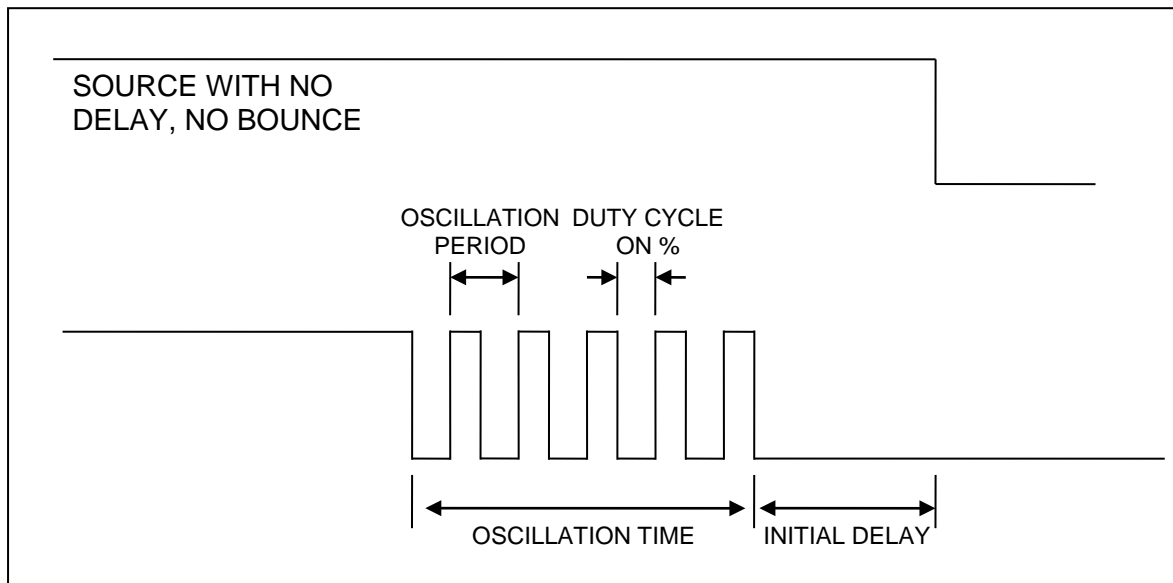 SOURCE WITH NO
DELAY, NO BOUNCE
OSCILLATION
PERIOD
DUTY CYCLE
ON %
OSCILLATION TIME
INITIAL DELAY